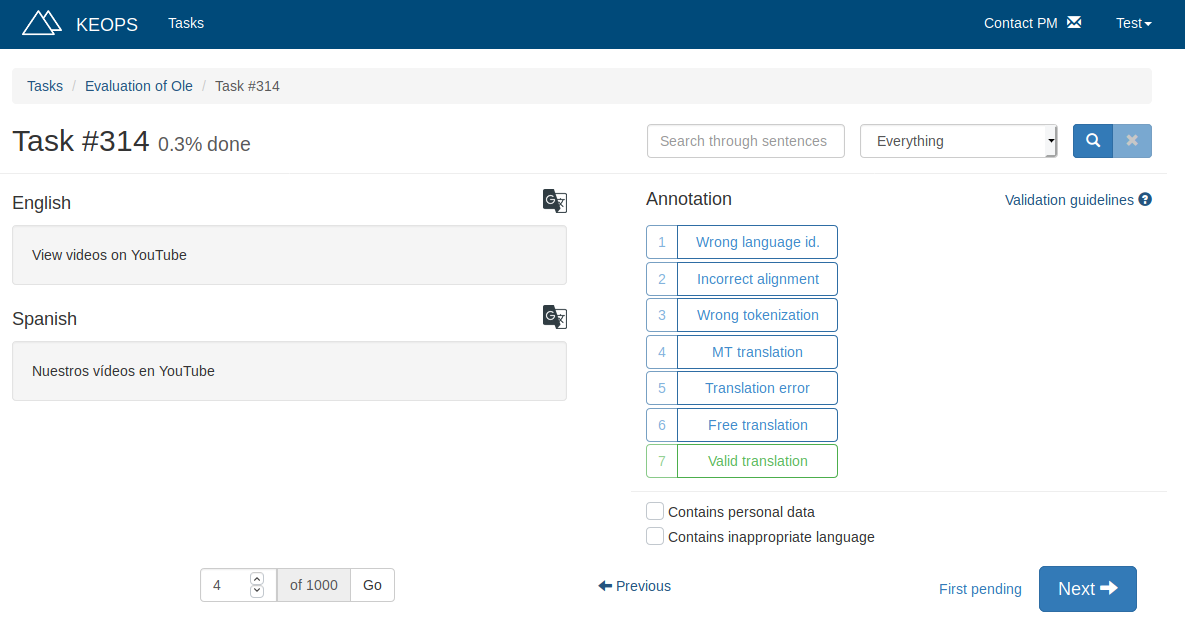 KEOPS Tasks Contact PM Test
Tasks / Evaluation of Ole / Task #314
Task #314 0.3% done
Search through sentences Everything
English
View videos on YouTube
Spanish
Nuestros vídeos en YouTube
Annotation Validation guidelines ?
1 Wrong language id.
2 Incorrect alignment
3 Wrong tokenization
4 MT translation
5 Translation error
6 Free translation
7 Valid translation
Contains personal data
Contains inappropriate language
4 of 1000 Go
Previous
First pending
Next